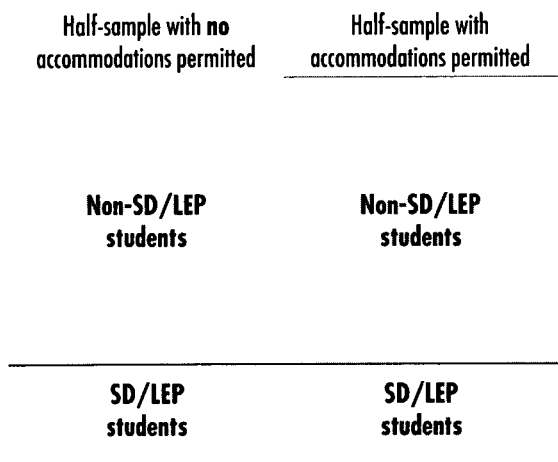 Half-sample with no
accommodations permitted
Half-sample with
accommodations permitted
Non-SD/LEP
students
Non-SD/LEP
students
SD/LEP
students
SD/LEP
students